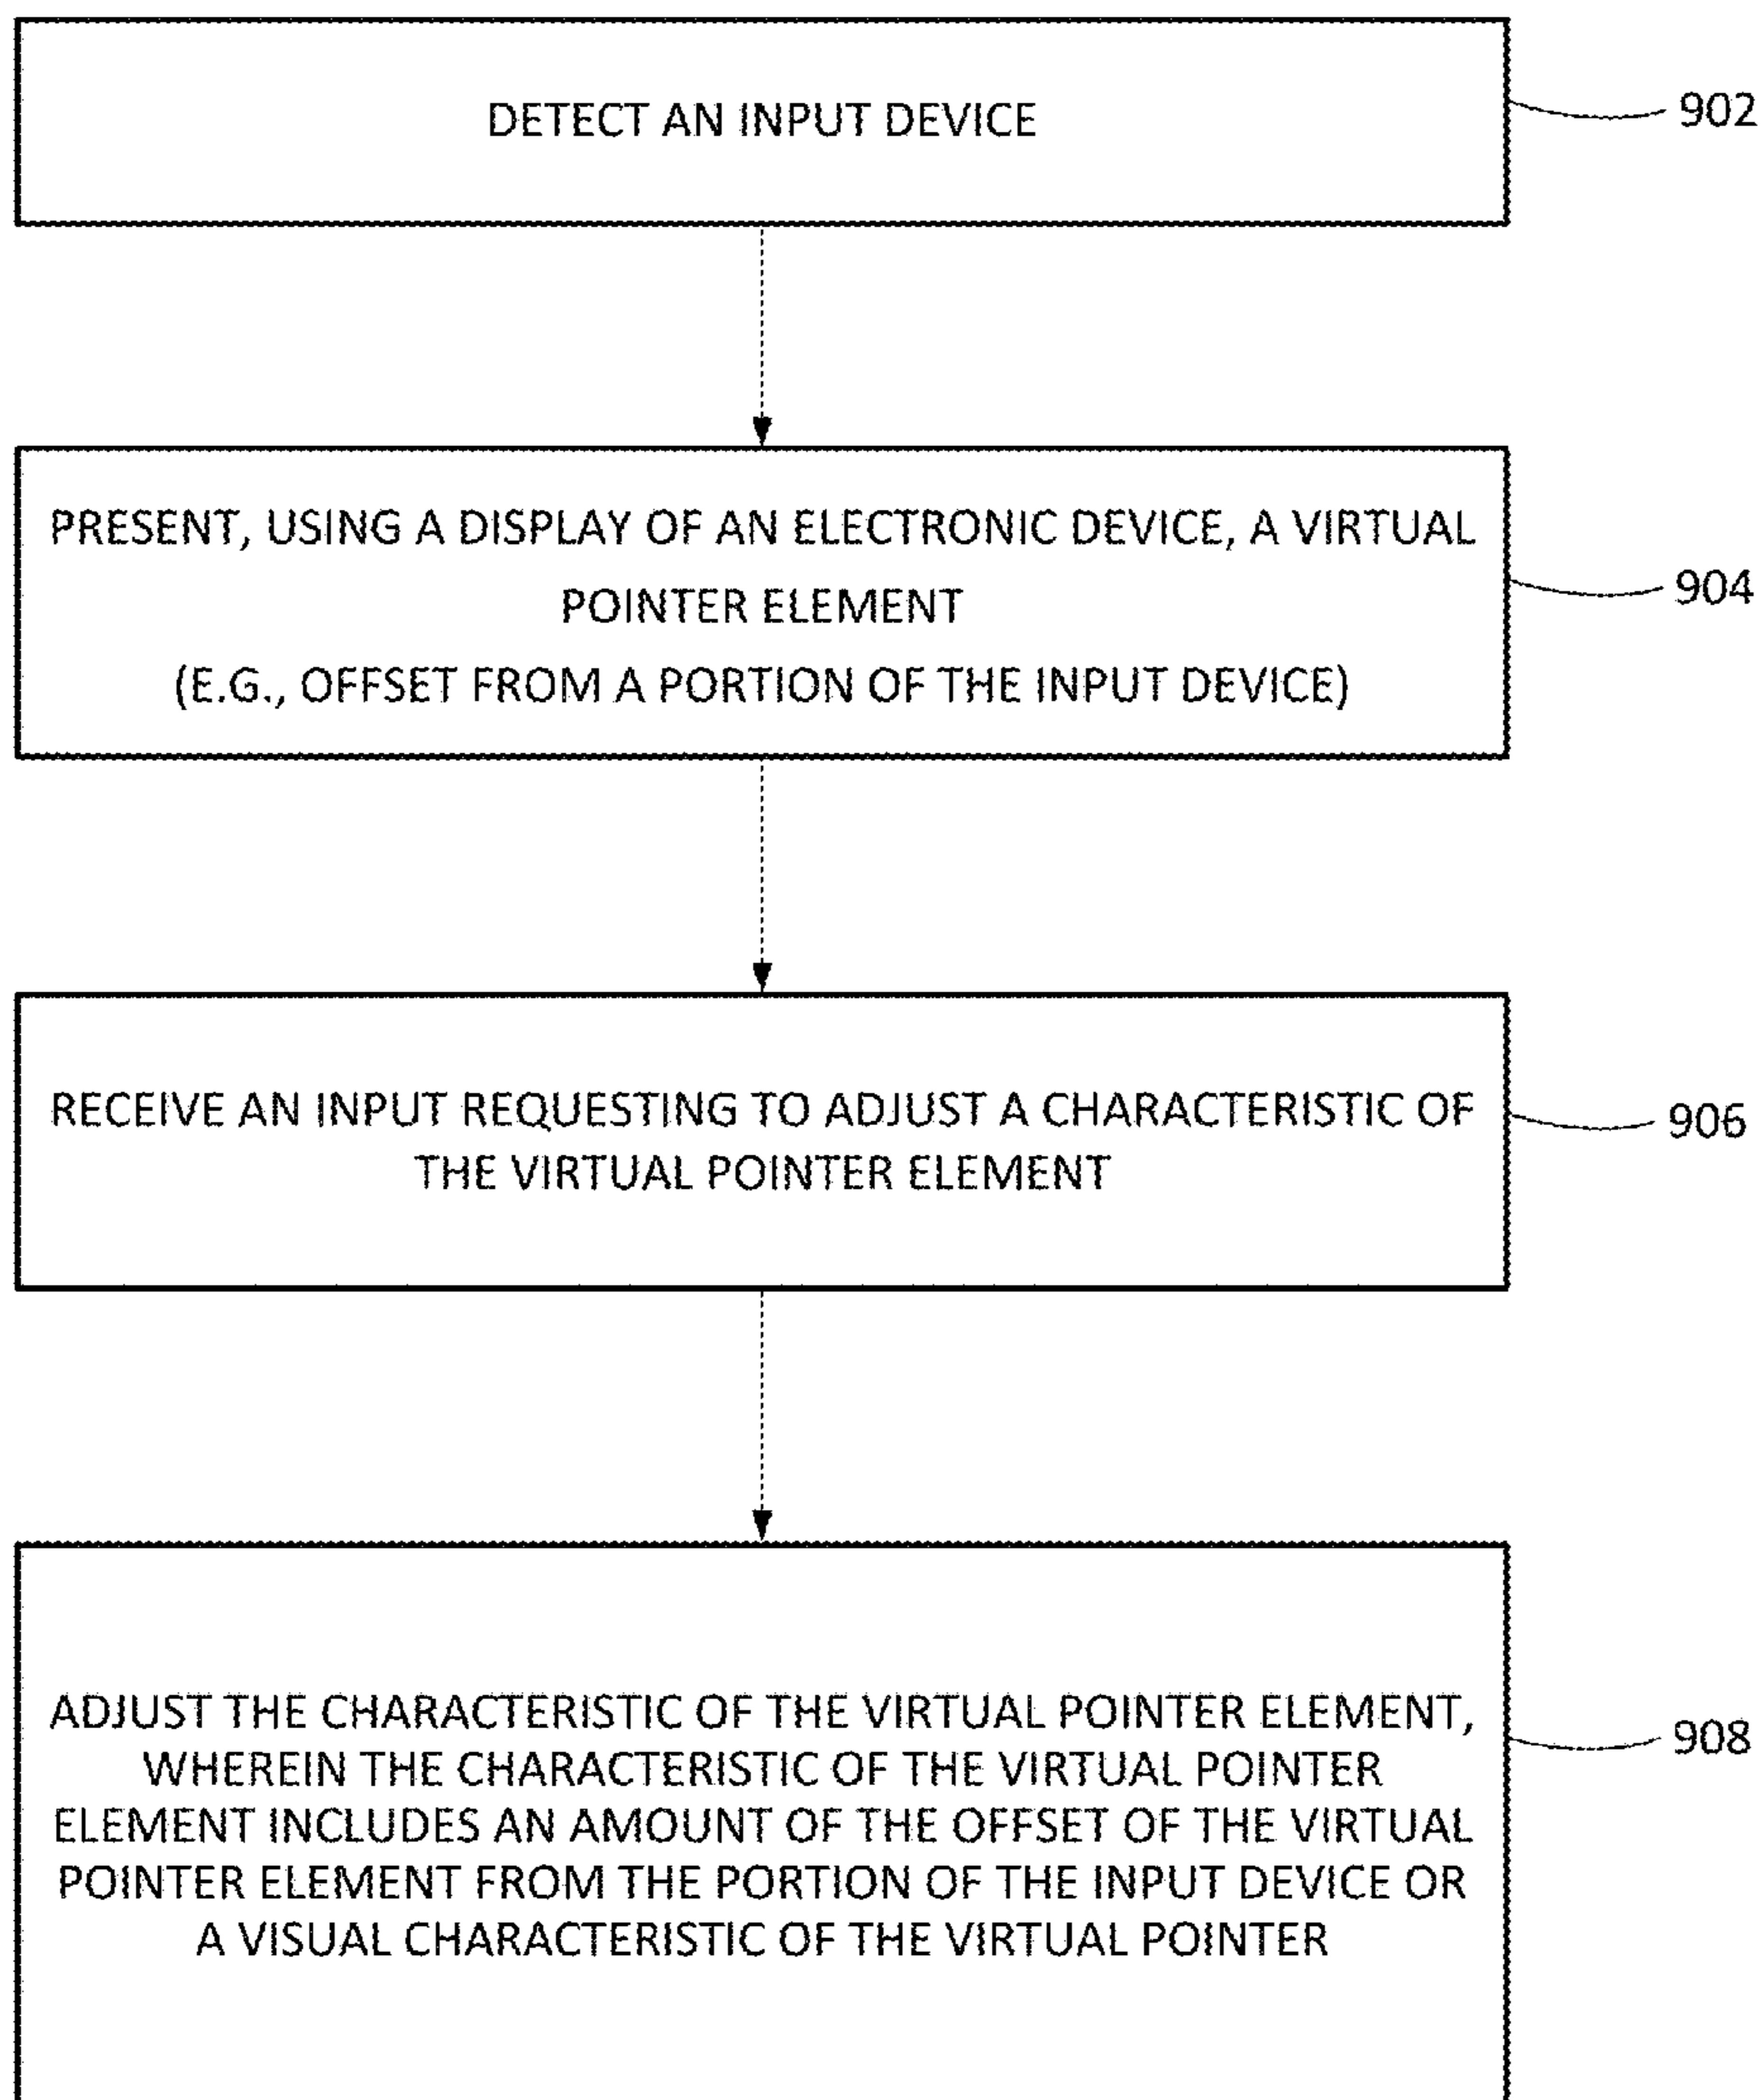 DETECT AN INPUT DEVICE
902
PRESENT, USING A DISPLAY OF AN ELECTRONIC DEVICE, A VIRTUAL
POINTER ELEMENT
(E.G., OFFSET FROM A PORTION OF THE INPUT DEVICE)
904
RECEIVE AN INPUT REQUESTING TO ADJUST A CHARACTERISTIC OF
THE VIRTUAL POINTER ELEMENT
906
ADJUST THE CHARACTERISTIC OF THE VIRTUAL POINTER ELEMENT,
WHEREIN THE CHARACTERISTIC OF THE VIRTUAL POINTER
ELEMENT INCLUDES AN AMOUNT OF THE OFFSET OF THE VIRTUAL
POINTER ELEMENT FROM THE PORTION OF THE INPUT DEVICE OR
A VISUAL CHARACTERISTIC OF THE VIRTUAL POINTER
908